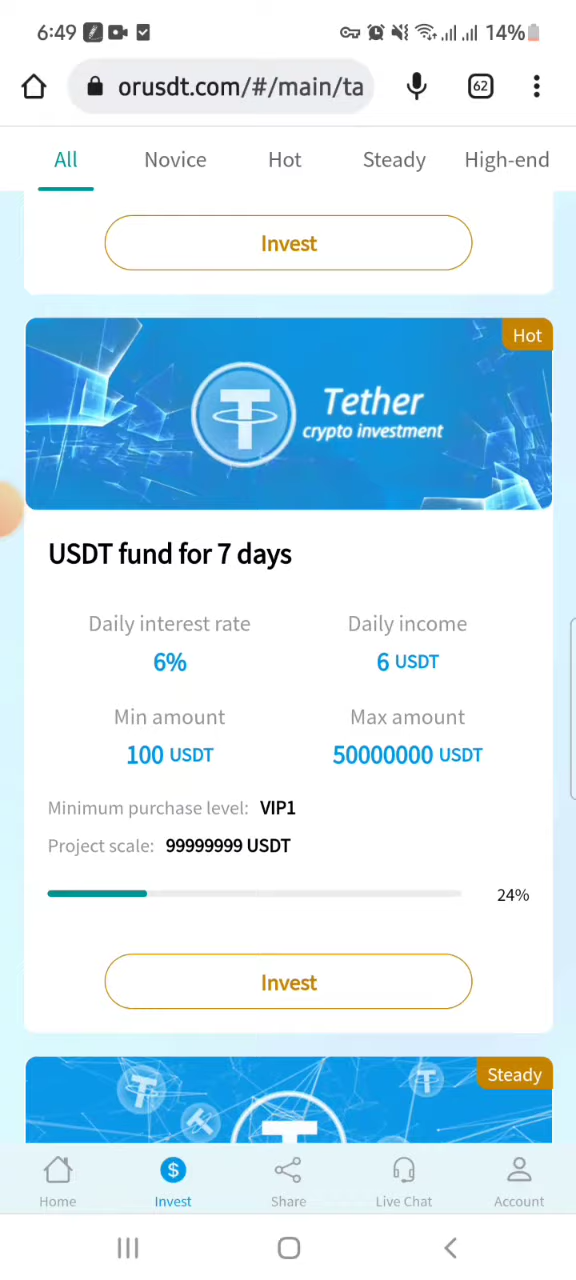 6:49 14%
orusdt.com/#/main/ta 62
All Novice Hot Steady High-end
Invest
Hot
Tether
crypto investment
USDT fund for 7 days
Daily interest rate Daily income
6% 6 USDT
Min amount Max amount
100 USDT 50000000 USDT
Minimum purchase level: VIP1
Project scale: 99999999 USDT
24%
Invest
Steady
Home Invest Share Live Chat Account